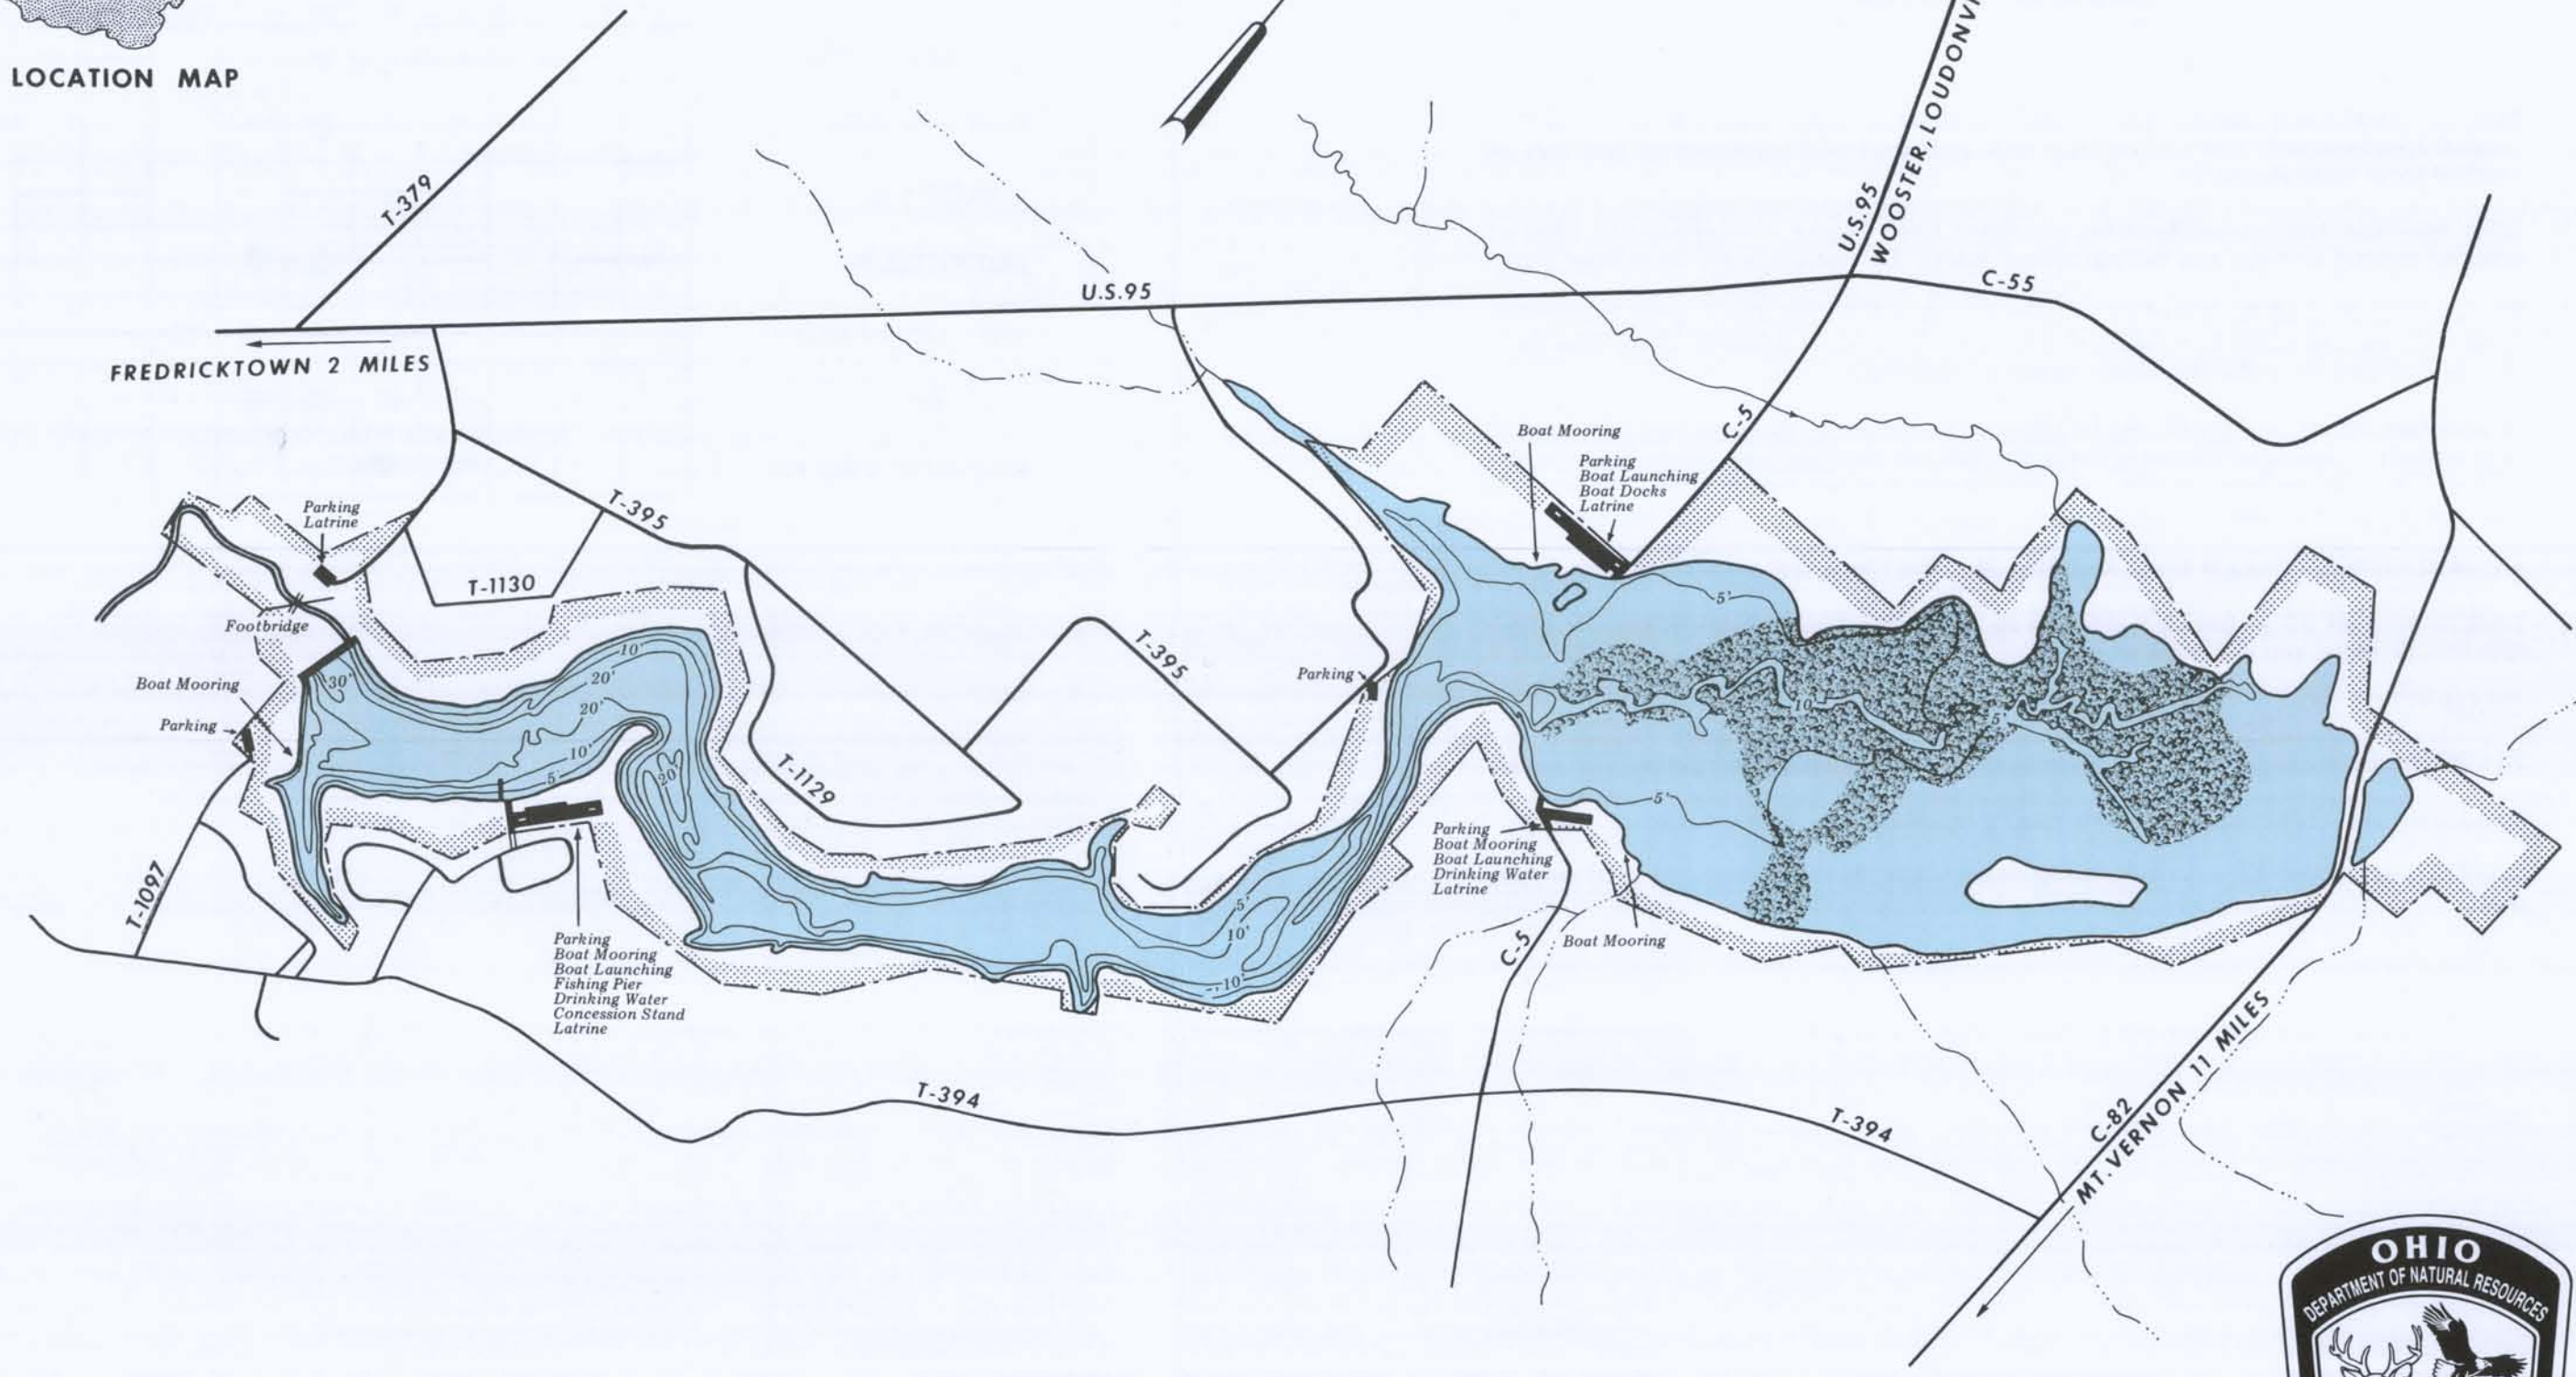 LOCATION MAP
T-379
U.S.95
FREDRICKTOWN 2 MILES
U.S.95
WOOSTER,
C-55
C-5
Boat Mooring
Parking
Boat Launching
Boat Docks
Latrine
Parking
Latrine
T-395
T-1130
Footbridge
Boat Mooring
Parking
30'
10'
20'
20'
10'
5'
20'
T-395
Parking
T-1129
5'
10'
5'
5'
T-1097
Parking
Boat Mooring
Boat Launching
Fishing Pier
Drinking Water
Concession Stand
Latrine
5'
10'
10'
Parking
Boat Mooring
Boat Launching
Drinking Water
Latrine
C-5
Boat Mooring
T-394
T-394
C-82
MT. VERNON 11 MILES
OHIO
DEPARTMENT OF NATURAL RESOURCES